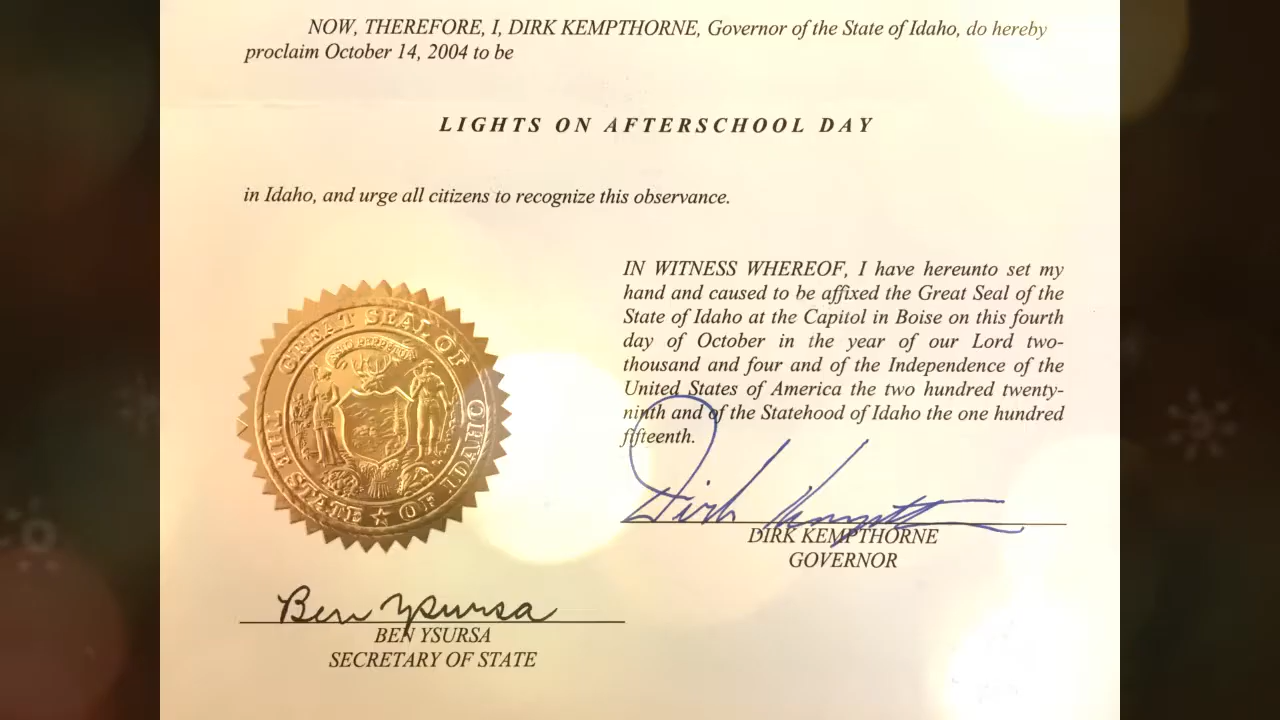 NOW, THEREFORE, I, DIRK KEMPTHORNE, Governor of the State of Idaho, do hereby
proclaim October 14, 2004 to be
LIGHTS ON AFTERSCHOOL DAY
in Idaho, and urge all citizens to recognize this observance.
IN WITNESS WHEREOF, I have hereunto set my
hand and caused to be affixed the Great Seal of the
State of Idaho at the Capitol in Boise on this fourth
day of October in the year of our Lord two-
thousand and four and of the Independence of the
United States of America the two hundred twenty-
ninth and of the Statehood of Idaho the one hundred
fifteenth.
GREAT SEAL OF
THE STATE OF IDAHO
Dirk Kempthorne
DIRK KEMPTHORNE
GOVERNOR
Ben Ysursa
BEN YSURSA
SECRETARY OF STATE